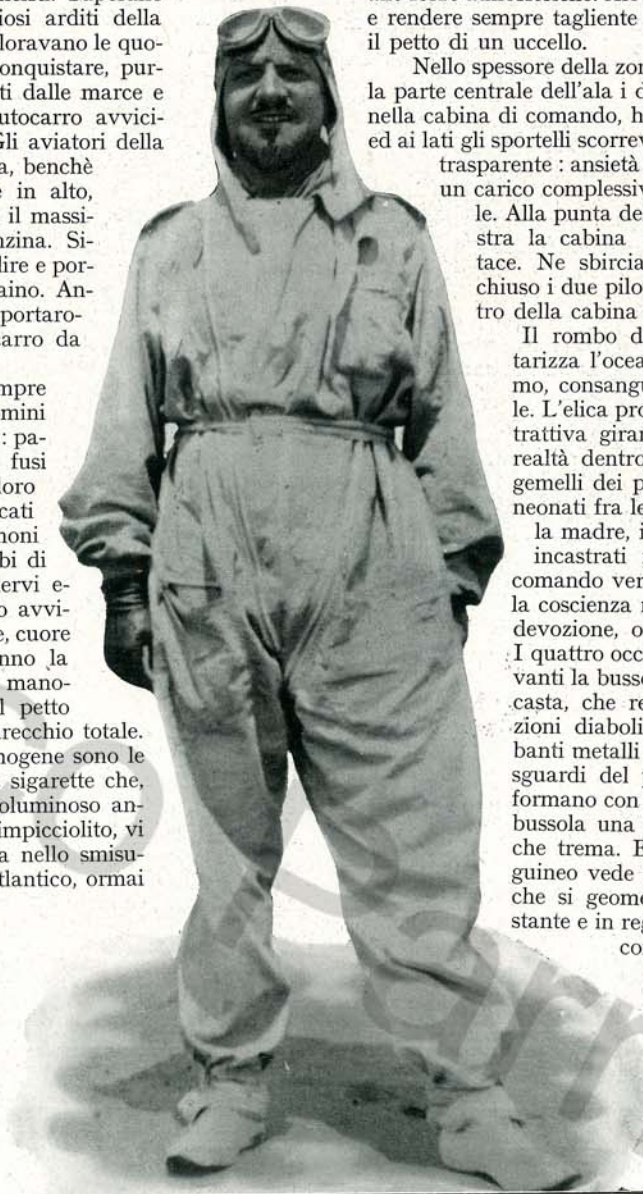 Superano
iosi arditi della
loravano le quo-
onquistare, pur-
ti dalle marce e
utocarro avvici-
Gli aviatori della
a, benchè
e in alto,
il massi-
nzina. Si-
dire e por-
aino. An-
portaro-
arro da
mpre
mini
: pa-
fusi
loro
cati
noni
bi di
ervi e-
o avvi-
e, cuore
nno la
mano-
l petto
arecchio totale.
nogene sono le
sigarette che,
oluminoso an-
impicciolito, vi
a nello smisu-
tlantico, ormai
e rendere sempre tagliente
il petto di un uccello.
Nello spessore della zon
la parte centrale dell'ala i d
nella cabina di comando, h
ed ai lati gli sportelli scorrev
trasparente : ansietà
un carico complessiv
le. Alla punta de
stra la cabina
tace. Ne sbircia
chiuso i due pilo
tro della cabina
Il rombo d
tarizza l'ocea
mo, consangu
le. L'elica pro
trattiva giran
realtà dentro
gemelli dei p
neonati fra le
la madre, i
incastrati
comando ver
la coscienza
devozione, o
I quattro occ
vanti la busso
casta, che re
zioni diaboli
banti metalli
sguardi del
formano con
bussola una
che trema. E
guineo vede
che si geome
stante e in reg
co